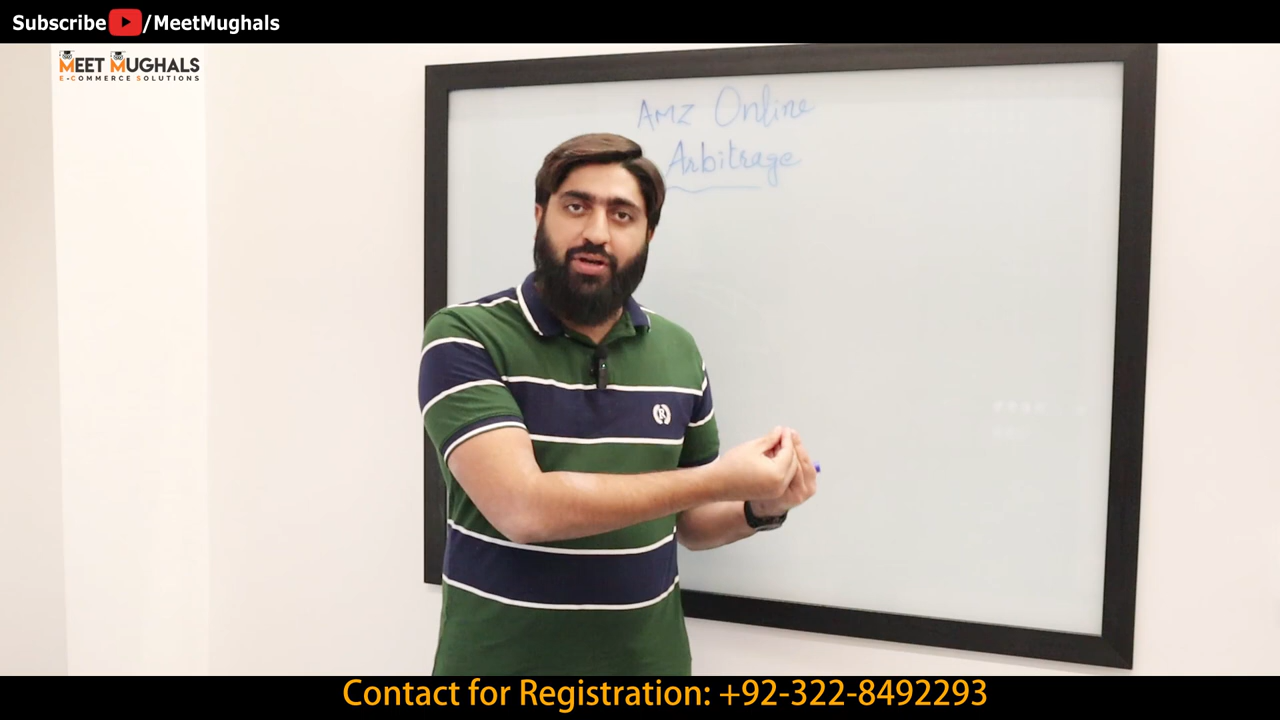 Subscribe /MeetMughals
MEET MUGHALS
E-COMMERCE SOLUTIONS
AMZ Online
Arbitrage
R
Contact for Registration: +92-322-8492293